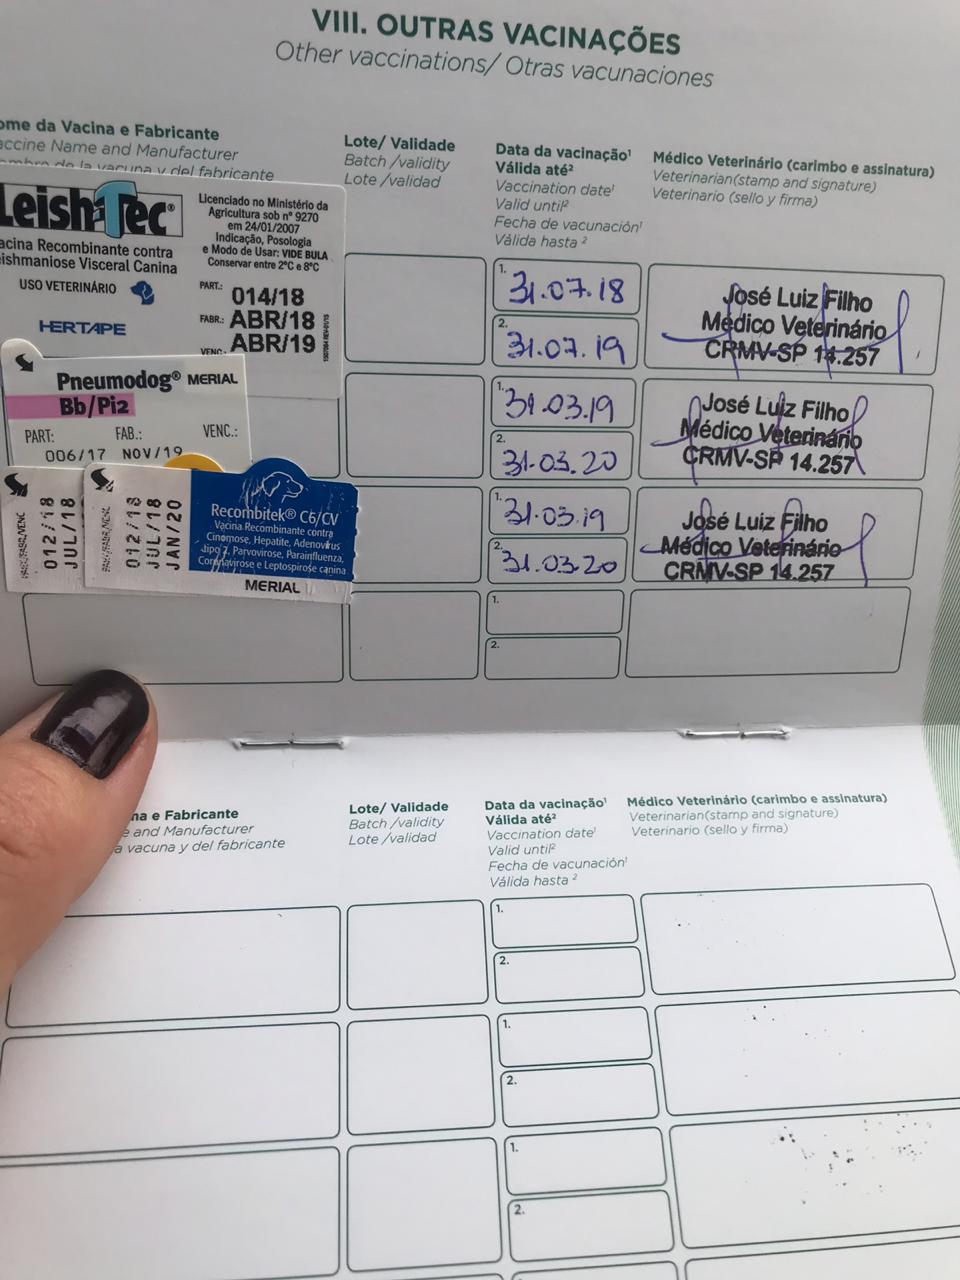 VIII. OUTRAS VACINAÇÕES
Other vaccinations/ Otras vacunaciones
ome da Vacina e Fabricante
accine Name and Manufacturer
ombre de la vacuna y del fabricante
Lote/ Validade
Batch /validity
Lote /validad
Data da vacinação¹
Válida até²
Vaccination date¹
Valid until²
Fecha de vacunación¹
Válida hasta ²
Médico Veterinário (carimbo e assinatura)
Veterinarian(stamp and signature)
Veterinario (sello y firma)
LeishTec®
acina Recombinante contra
eishmaniose Visceral Canina
USO VETERINÁRIO
HERTAPE
Licenciado no Ministério da
Agricultura sob nº 9270
em 24/01/2007
Indicação, Posologia
e Modo de Usar: VIDE BULA
Conservar entre 2ºC e 8ºC
PART.: 014/18
FABR.: ABR/18
VENC.: ABR/19
1. 31.07.18
2. 31.07.19
José Luiz Filho
Médico Veterinário
CRMV-SP 14.257
Pneumodog® MERIAL
Bb/Pi2
PART: FAB.: VENC.:
006/17 NOV/19
1. 31.03.19
2. 31.03.20
José Luiz Filho
Médico Veterinário
CRMV-SP 14.257
012/18
JUL/18
012/18
JUL/18
JAN/20
Recombitek® C6/CV
Vacina Recombinante contra
Cinomose, Hepatite, Adenovírus
tipo 2, Parvovirose, Parainfluenza,
Coronavirose e Leptospirose canina
MERIAL
1. 31.03.19
2. 31.03.20
José Luiz Filho
Médico Veterinário
CRMV-SP 14.257
1.
2.
na e Fabricante
e and Manufacturer
a vacuna y del fabricante
Lote/ Validade
Batch /validity
Lote /validad
Data da vacinação¹
Válida até²
Vaccination date¹
Valid until²
Fecha de vacunación¹
Válida hasta ²
Médico Veterinário (carimbo e assinatura)
Veterinarian(stamp and signature)
Veterinario (sello y firma)
1.
2.
1.
2.
1.
2.